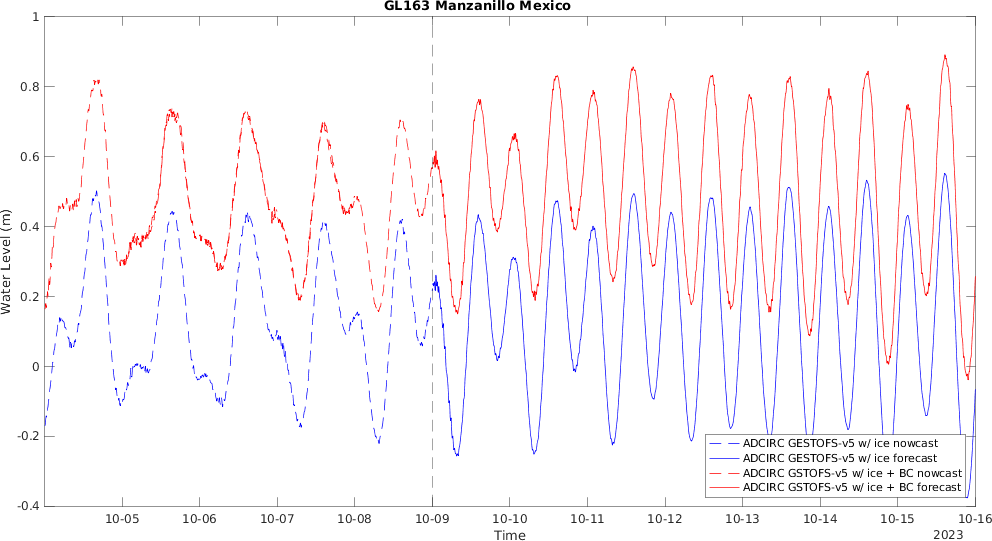 GL163 Manzanillo Mexico
Water Level (m)
1
0.8
0.6
0.4
0.2
0
-0.2
-0.4
ADCIRC GESTOFS-v5 w/ ice nowcast
ADCIRC GESTOFS-v5 w/ ice forecast
ADCIRC GSTOFS-v5 w/ ice + BC nowcast
ADCIRC GSTOFS-v5 w/ ice + BC forecast
10-05 10-06 10-07 10-08 10-09 10-10 10-11 10-12 10-13 10-14 10-15 10-16
Time
2023